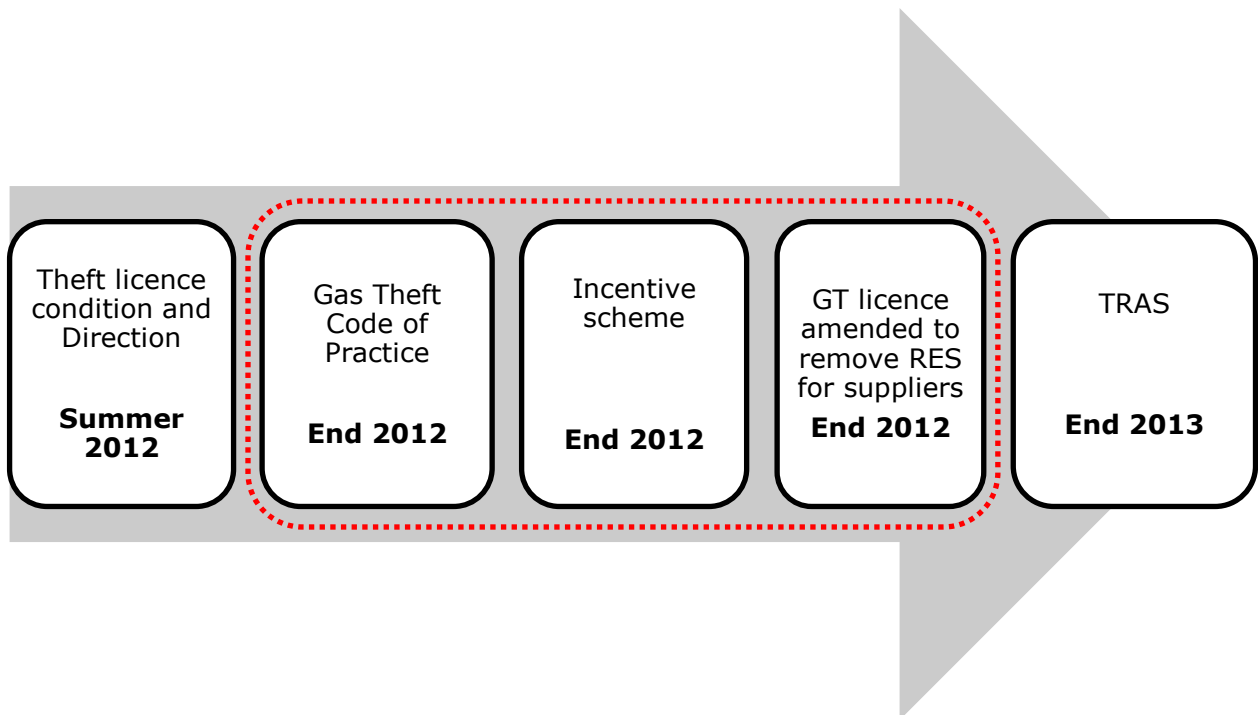 Theft licence
condition and
Direction
Summer
2012
Gas Theft
Code of
Practice
End 2012
Incentive
scheme
End 2012
GT licence
amended to
remove RES
for suppliers
End 2012
TRAS
End 2013